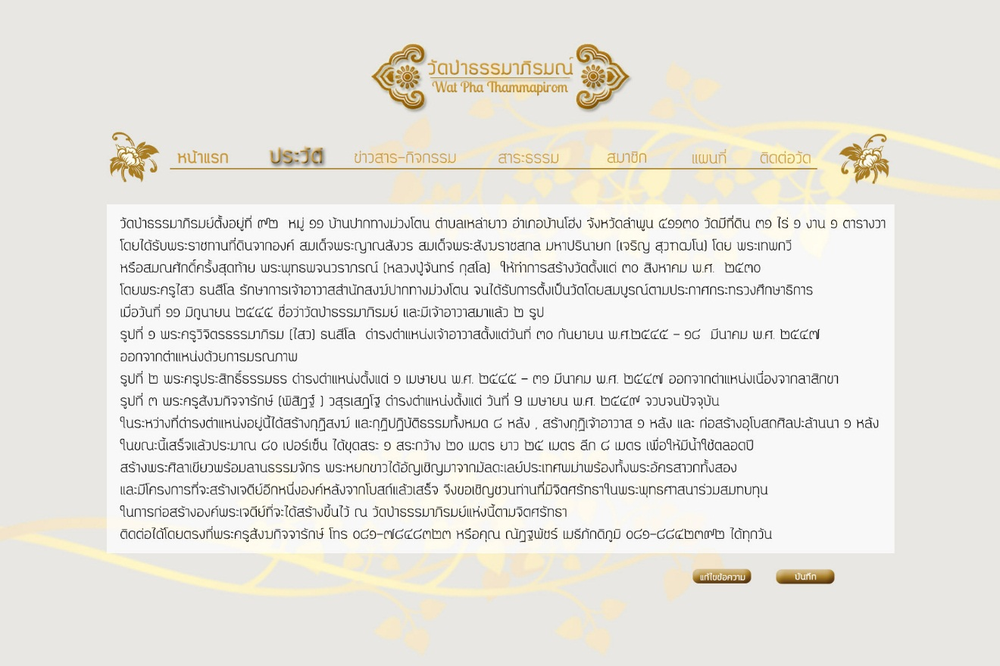 วัดป่าธรรมาภิรมณ์
Wat Pha Thammapirom
หน้าแรก ประวัติ ข่าวสาร-กิจกรรม สาระธรรม สมาชิก แผนที่ ติดต่อวัด
วัดป่าธรรมาภิรมย์ตั้งอยู่ที่ ๗๒ หมู่ ๑๑ บ้านปากทางม่วงโตน ตำบลเหล่ายาว อำเภอบ้านโฮ่ง จังหวัดลำพูน ๕๑๑๓๐ วัดมีที่ดิน ๓๑ ไร่ ๑ งาน ๑ ตารางวา
โดยได้รับพระราชทานที่ดินจากองค์ สมเด็จพระญาณสังวร สมเด็จพระสังฆราชสกล มหาปรินายก (เจริญ สุวฑฒโน) โดย พระเทพกวี
หรือสมณศักดิ์ครั้งสุดท้าย พระพุทธพจนวราภรณ์ (หลวงปู่จันทร์ กุสโล) ให้ทำการสร้างวัดตั้งแต่ ๓๐ สิงหาคม พ.ศ. ๒๕๓๐
โดยพระครูไสว ธนสีโล รักษาการเจ้าอาวาสสำนักสงฆ์ปากทางม่วงโตน จนได้รับการตั้งเป็นวัดโดยสมบูรณ์ตามประกาศกระทรวงศึกษาธิการ
เมื่อวันที่ ๑๑ มิถุนายน ๒๕๔๕ ชื่อว่าวัดป่าธรรมาภิรมย์ และมีเจ้าอาวาสมาแล้ว ๒ รูป
รูปที่ ๑ พระครูวิจิตรธรรมาภิรม (ไสว) ธนสีโล ดำรงตำแหน่งเจ้าอาวาสตั้งแต่วันที่ ๓๐ กันยายน พ.ศ.๒๕๔๕ – ๑๘ มีนาคม พ.ศ. ๒๕๔๗
ออกจากตำแหน่งด้วยการมรณภาพ
รูปที่ ๒ พระครูประสิทธิ์ธรรมธร ดำรงตำแหน่งตั้งแต่ ๑ เมษายน พ.ศ. ๒๕๔๕ – ๓๑ มีนาคม พ.ศ. ๒๕๔๗ ออกจากตำแหน่งเนื่องจากลาสิกขา
รูปที่ ๓ พระครูสังฆกิจจารักษ์ (พิสิฎฐ์ ) วสุรเสฎโฐ ดำรงตำแหน่งตั้งแต่ วันที่ 9 เมษายน พ.ศ. ๒๕๔๙ จวบจนปัจจุบัน
ในระหว่างที่ดำรงตำแหน่งอยู่นี้ได้สร้างกุฏิสงฆ์ และกุฏิปฏิบัติธรรมทั้งหมด ๘ หลัง , สร้างกุฏิเจ้าอาวาส ๑ หลัง และ ก่อสร้างอุโบสถศิลปะล้านนา ๑ หลัง
ในขณะนี้เสร็จแล้วประมาณ ๘๐ เปอร์เซ็น ได้ขุดสระ ๑ สระกว้าง ๒๐ เมตร ยาว ๒๕ เมตร ลึก ๘ เมตร เพื่อให้มีน้ำใช้ตลอดปี
สร้างพระศิลาเขียวพร้อมลานธรรมจักร พระหยกขาวได้อัญเชิญมาจากมัลดะเลย์ประเทศพม่าพร้องทั้งพระอัครสาวกทั้งสอง
และมีโครงการที่จะสร้างเจดีย์อีกหนึ่งองค์หลังจากโบสถ์แล้วเสร็จ จึงขอเชิญชวนท่านที่มีจิตศรัทธาในพระพุทธศาสนาร่วมสมทบทุน
ในการก่อสร้างองค์พระเจดีย์ที่จะได้สร้างขึ้นไว้ ณ วัดป่าธรรมาภิรมย์แห่งนี้ตามจิตศรัทธา
ติดต่อได้โดยตรงที่พระครูสังฆกิจจารักษ์ โทร ๐๘๑-๗๘๔๘๓๒๓ หรือคุณ ณัฏฐพัชร์ เมธีภักดิภูมิ ๐๘๑-๘๘๔๒๓๙๒ ได้ทุกวัน
แก้ไขข้อความ บันทึก